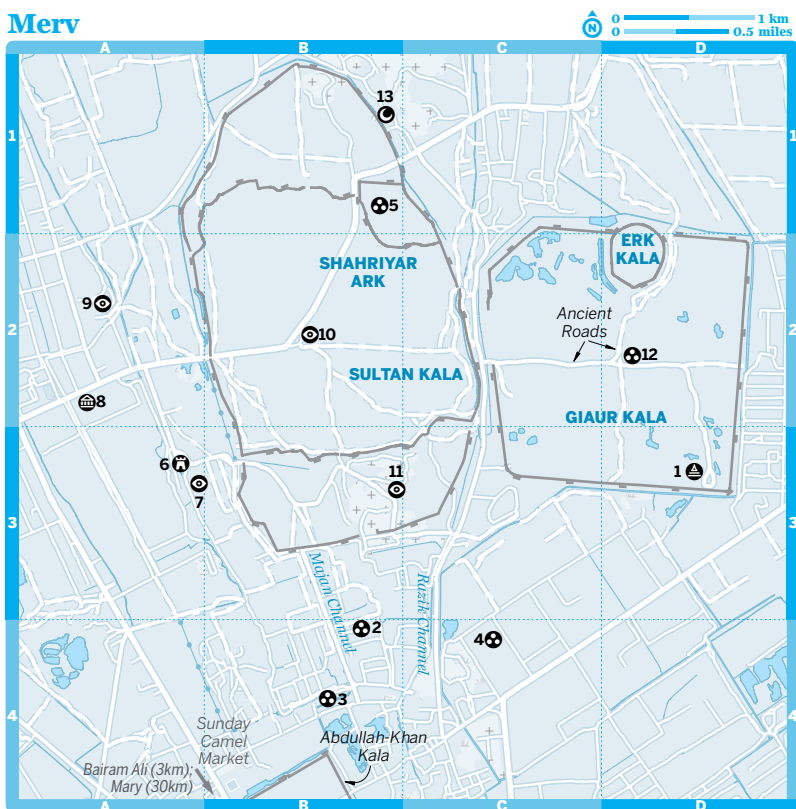 Merv
N
0 1 km
0 0.5 miles
A B C D
1 1
13
5
SHAHRIYAR
ARK
ERK
KALA
9
2 2
10
Ancient
Roads
12
SULTAN KALA
8
GIAUR KALA
6
11
1
7
3 3
Majan Channel
Razik Channel
2
4
3
4 4
Sunday
Camel
Market
Abdullah-Khan
Kala
Bairam Ali (3km);
Mary (30km)
A B C D